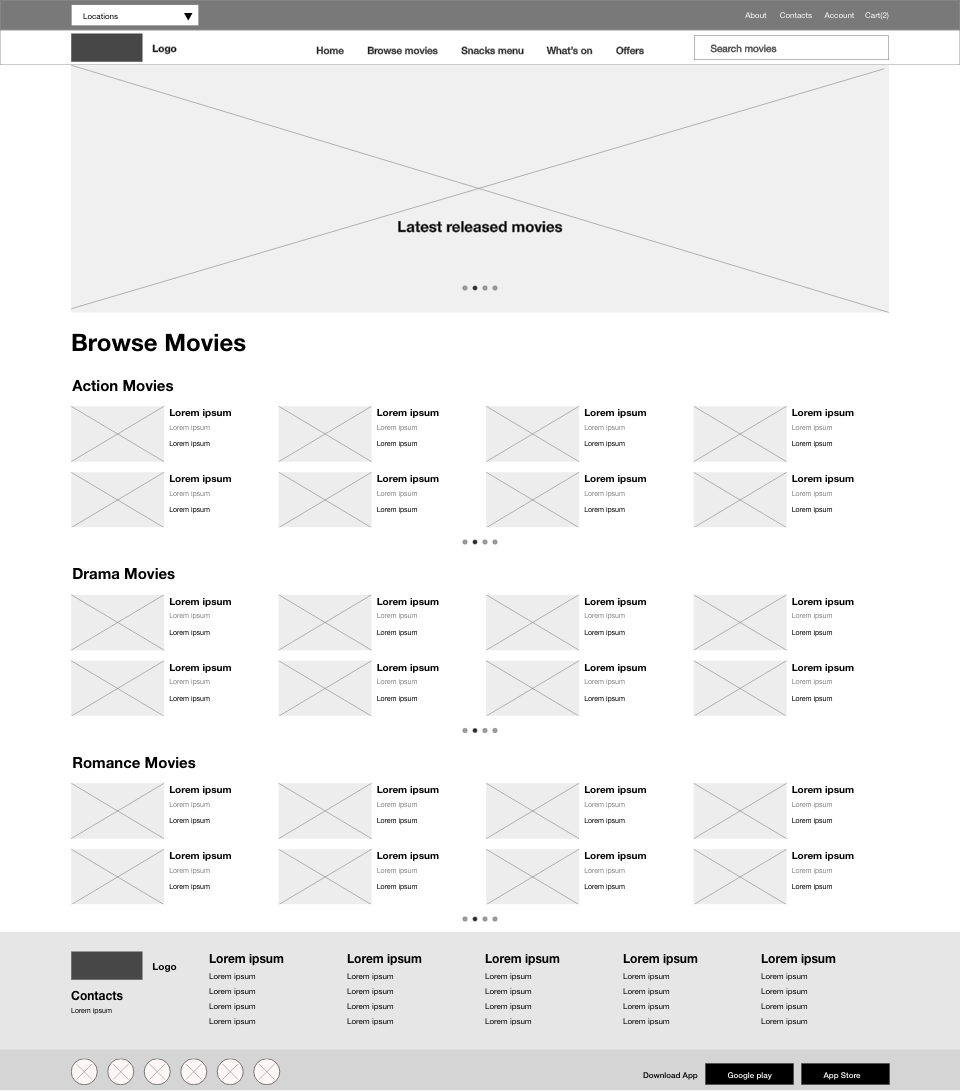 Locations
About Contacts Account Cart(2)
Logo
Home Browse movies Snacks menu What's on Offers
Search movies
Latest released movies
Browse Movies
Action Movies
Lorem ipsum Lorem ipsum Lorem ipsum Lorem ipsum
Lorem ipsum Lorem ipsum Lorem ipsum Lorem ipsum
Lorem ipsum Lorem ipsum Lorem ipsum Lorem ipsum
Lorem ipsum Lorem ipsum Lorem ipsum Lorem ipsum
Lorem ipsum Lorem ipsum Lorem ipsum Lorem ipsum
Lorem ipsum Lorem ipsum Lorem ipsum Lorem ipsum
Drama Movies
Lorem ipsum Lorem ipsum Lorem ipsum Lorem ipsum
Lorem ipsum Lorem ipsum Lorem ipsum Lorem ipsum
Lorem ipsum Lorem ipsum Lorem ipsum Lorem ipsum
Lorem ipsum Lorem ipsum Lorem ipsum Lorem ipsum
Lorem ipsum Lorem ipsum Lorem ipsum Lorem ipsum
Lorem ipsum Lorem ipsum Lorem ipsum Lorem ipsum
Romance Movies
Lorem ipsum Lorem ipsum Lorem ipsum Lorem ipsum
Lorem ipsum Lorem ipsum Lorem ipsum Lorem ipsum
Lorem ipsum Lorem ipsum Lorem ipsum Lorem ipsum
Lorem ipsum Lorem ipsum Lorem ipsum Lorem ipsum
Lorem ipsum Lorem ipsum Lorem ipsum Lorem ipsum
Lorem ipsum Lorem ipsum Lorem ipsum Lorem ipsum
Logo
Contacts
Lorem ipsum
Lorem ipsum Lorem ipsum Lorem ipsum Lorem ipsum Lorem ipsum
Lorem ipsum Lorem ipsum Lorem ipsum Lorem ipsum Lorem ipsum
Lorem ipsum Lorem ipsum Lorem ipsum Lorem ipsum Lorem ipsum
Lorem ipsum Lorem ipsum Lorem ipsum Lorem ipsum Lorem ipsum
Lorem ipsum Lorem ipsum Lorem ipsum Lorem ipsum Lorem ipsum
Download App Google play App Store